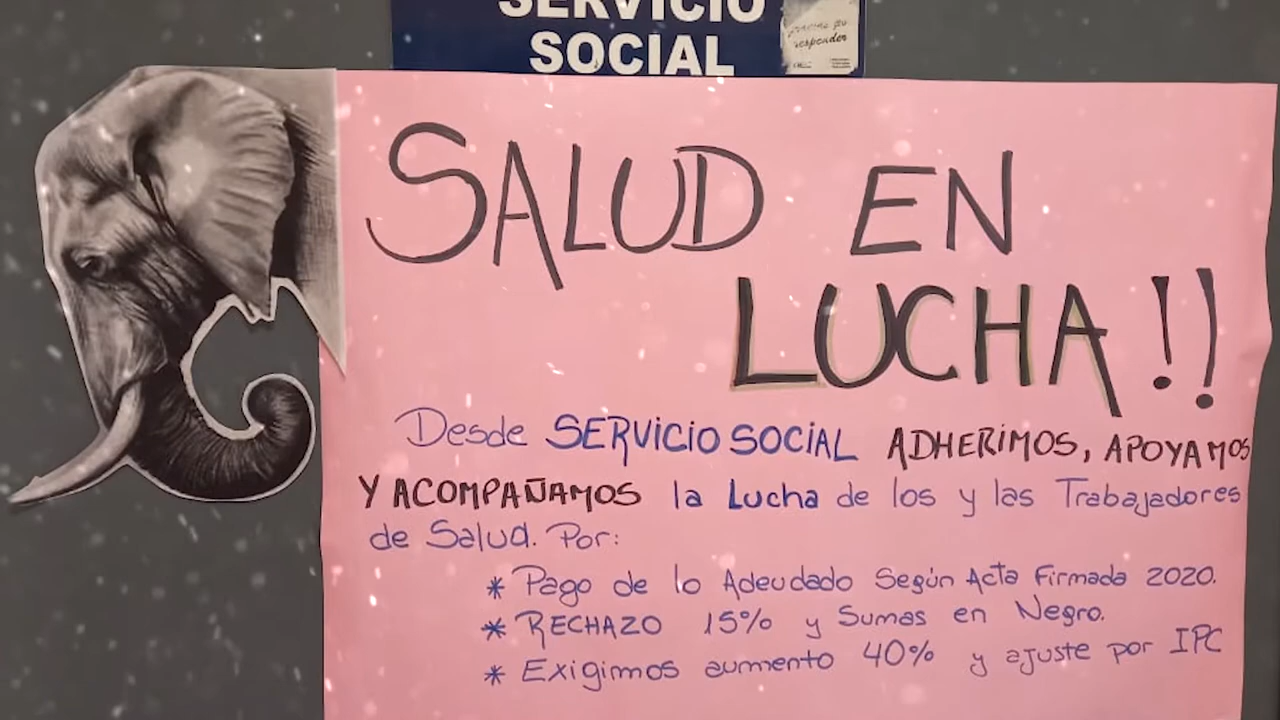 SERVICIO
SOCIAL
responder
SALUD EN
LUCHA!!
Desde SERVICIO SOCIAL ADHERIMOS, APOYAMOS
Y ACOMPAÑAMOS la Lucha de los y las Trabajadores
de Salud. Por:
* Pago de lo Adeudado Según Acta Firmada 2020.
* RECHAZO 15% y Sumas en Negro.
* Exigimos aumento 40% y ajuste por IPC